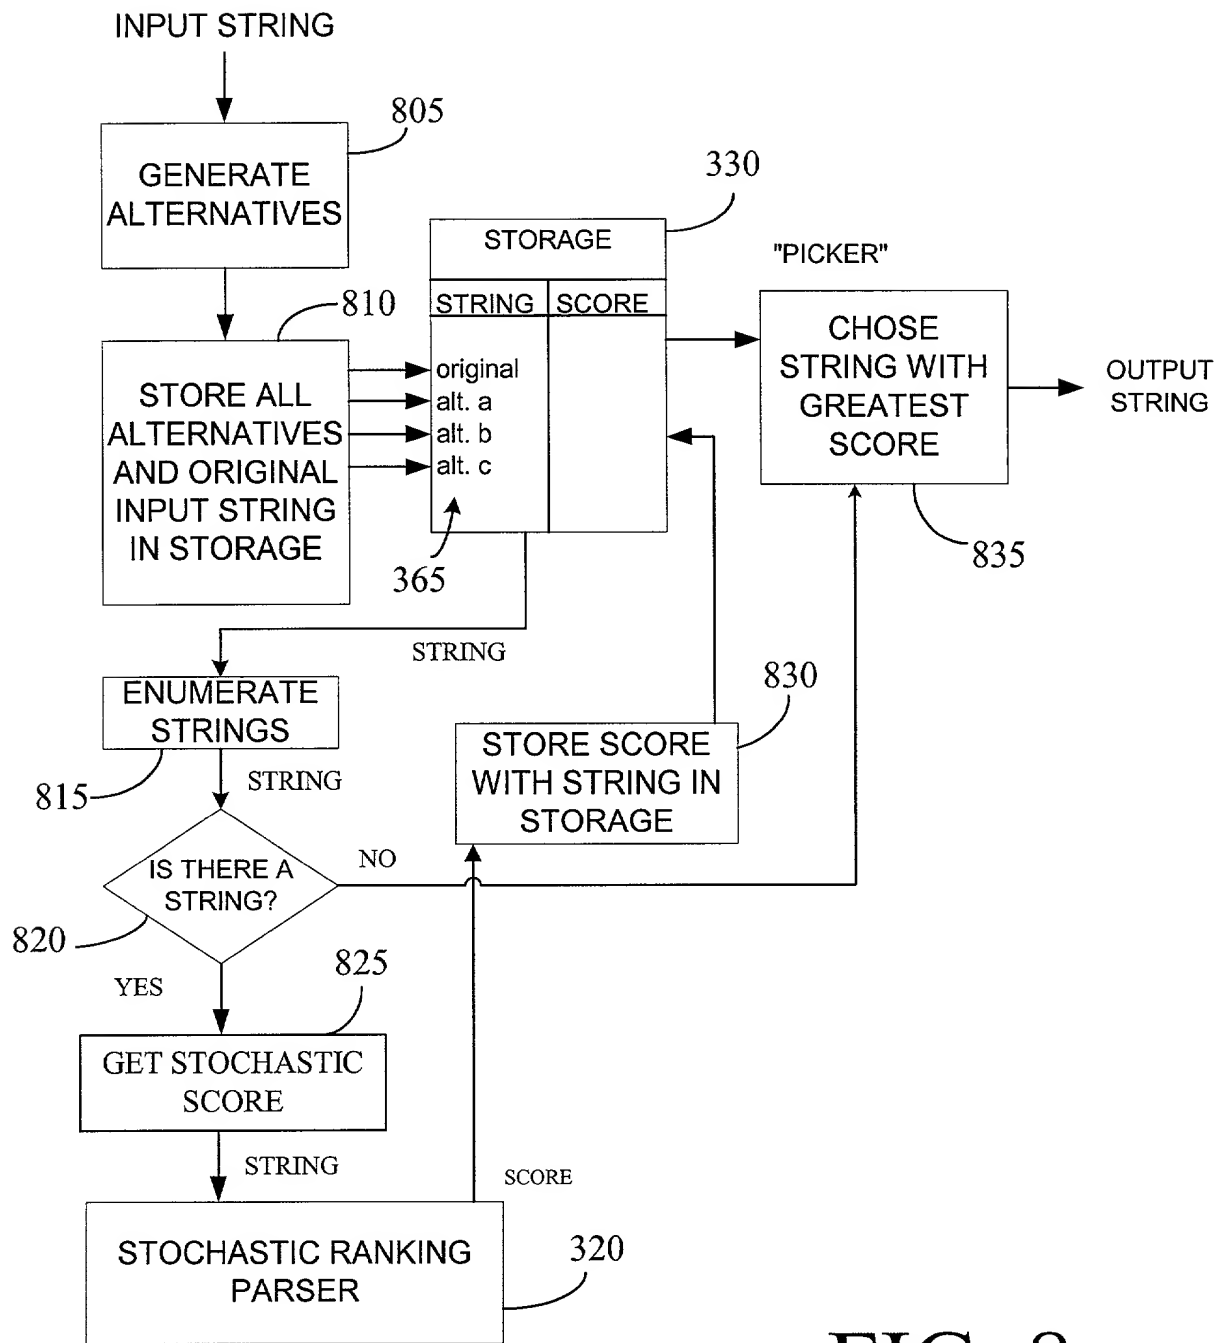 INPUT STRING
805
GENERATE
ALTERNATIVES
330
STORAGE
"PICKER"
810
STRING SCORE
CHOSE
STRING WITH
GREATEST
SCORE
OUTPUT
STRING
STORE ALL
ALTERNATIVES
AND ORIGINAL
INPUT STRING
IN STORAGE
original
alt. a
alt. b
alt. c
365
835
STRING
ENUMERATE
STRINGS
815
STRING
830
STORE SCORE
WITH STRING IN
STORAGE
IS THERE A
STRING?
NO
820
YES
825
GET STOCHASTIC
SCORE
STRING
SCORE
STOCHASTIC RANKING
PARSER
320